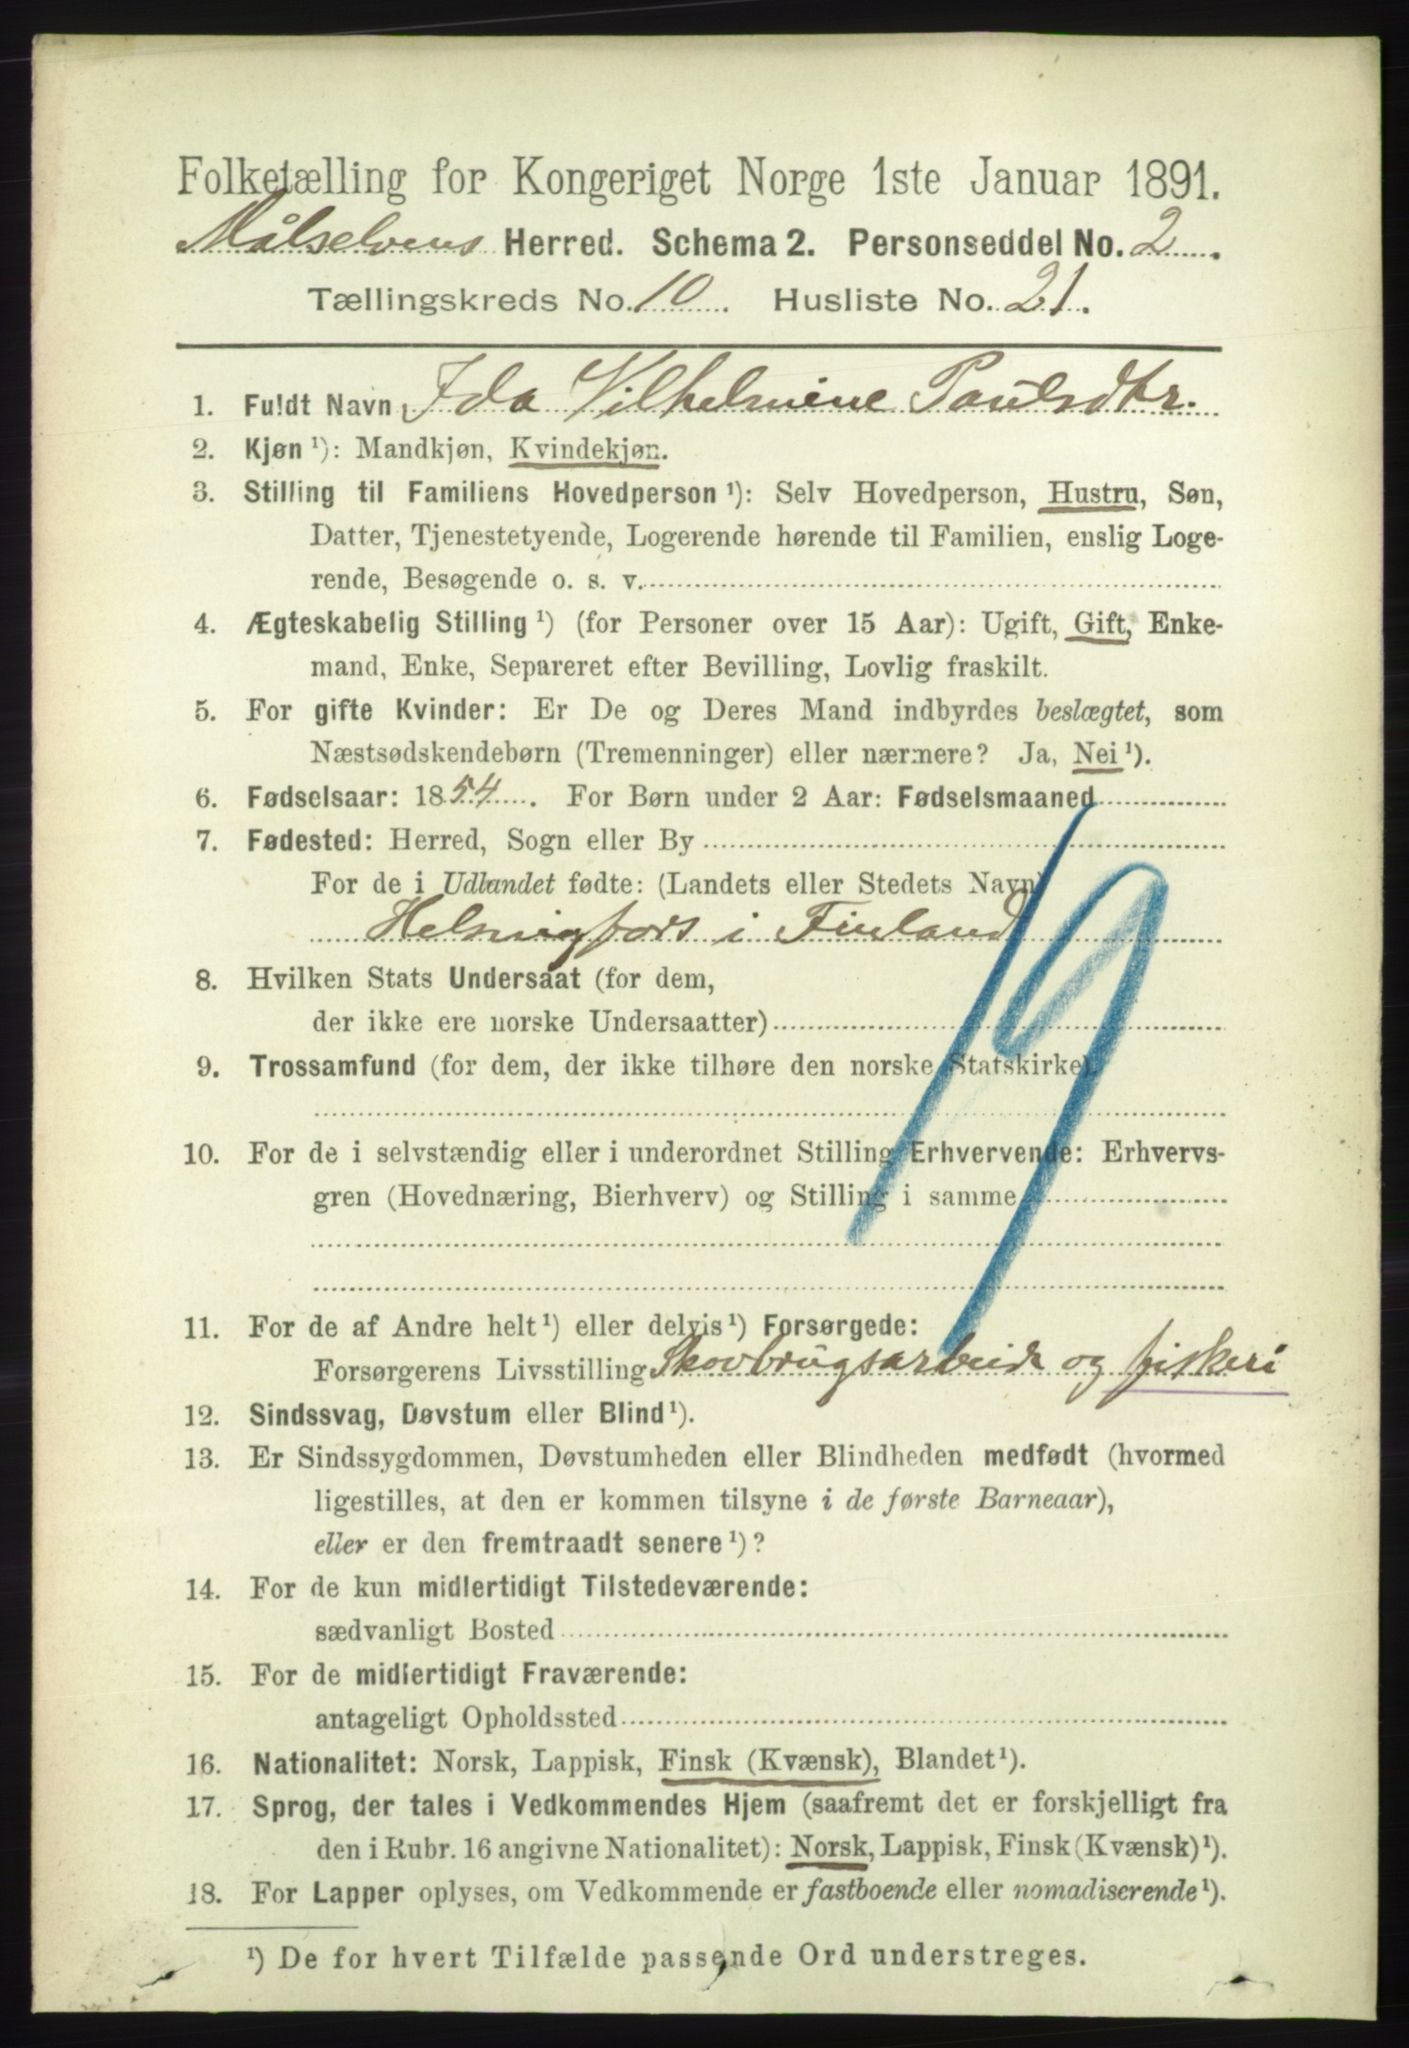 Folketælling for Kongeriget Norge 1ste Januar 1891.
Målselvens Herred. Schema 2. Personseddel No. 2.
Tællingskreds No. 10. Husliste No. 21.
1. Fuldt Navn Ida Vilhelmine Paulsdtr.
2. Kjøn ¹): Mandkjøn, Kvindekjøn.
3. Stilling til Familiens Hovedperson ¹): Selv Hovedperson, Hustru, Søn,
Datter, Tjenestetyende, Logerende hørende til Familien, enslig Loge-
rende, Besøgende o. s. v.
4. Ægteskabelig Stilling ¹) (for Personer over 15 Aar): Ugift, Gift, Enke-
mand, Enke, Separeret efter Bevilling, Lovlig fraskilt.
5. For gifte Kvinder: Er De og Deres Mand indbyrdes beslægtet, som
Næstsødskendebørn (Tremenninger) eller nærmere? Ja, Nei ¹).
6. Fødselsaar: 1854. For Børn under 2 Aar: Fødselsmaaned
7. Fødested: Herred, Sogn eller By
For de i Udlandet fødte: (Landets eller Stedets Navn)
Helsingfors i Finland
8. Hvilken Stats Undersaat (for dem,
der ikke ere norske Undersaatter)
9. Trossamfund (for dem, der ikke tilhøre den norske Statskirke).
10. For de i selvstændig eller i underordnet Stilling Erhvervende: Erhvervs-
gren (Hovednæring, Bierhverv) og Stilling i samme
11. For de af Andre helt ¹) eller delvis ¹) Forsørgede:
Forsørgerens Livsstilling Skovbrugsarbeide og fiskeri
12. Sindssvag, Døvstum eller Blind ¹).
13. Er Sindssygdommen, Døvstumheden eller Blindheden medfødt (hvormed
ligestilles, at den er kommen tilsyne i de første Barneaar),
eller er den fremtraadt senere ¹)?
14. For de kun midlertidigt Tilstedeværende:
sædvanligt Bosted
15. For de midlertidigt Fraværende:
antageligt Opholdssted
16. Nationalitet: Norsk, Lappisk, Finsk (Kvænsk), Blandet ¹).
17. Sprog, der tales i Vedkommendes Hjem (saafremt det er forskjelligt fra
den i Rubr. 16 angivne Nationalitet): Norsk, Lappisk, Finsk (Kvænsk) ¹).
18. For Lapper oplyses, om Vedkommende er fastboende eller nomadiserende ¹).
¹) De for hvert Tilfælde passende Ord understreges.